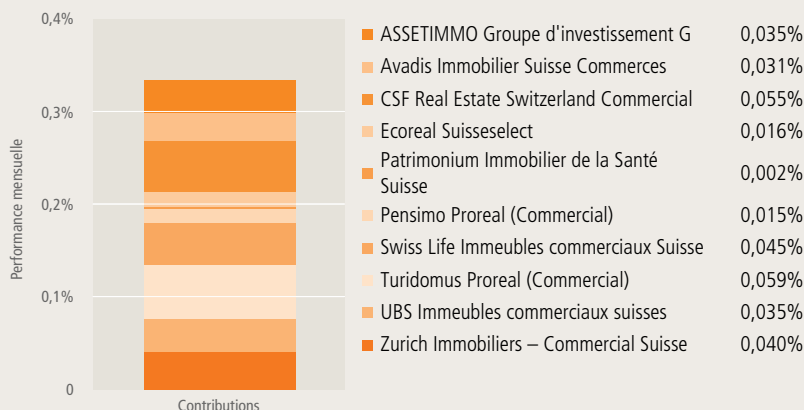 0,4%
0,3%
0,2%
0,1%
0
Performance mensuelle
Contributions
ASSETIMMO Groupe d'investissement G 0,035%
Avadis Immobilier Suisse Commerces 0,031%
CSF Real Estate Switzerland Commercial 0,055%
Ecoreal Suisseselect 0,016%
Patrimonium Immobilier de la Santé
Suisse 0,002%
Pensimo Proreal (Commercial) 0,015%
Swiss Life Immeubles commerciaux Suisse 0,045%
Turidomus Proreal (Commercial) 0,059%
UBS Immeubles commerciaux suisses 0,035%
Zurich Immobiliers – Commercial Suisse 0,040%